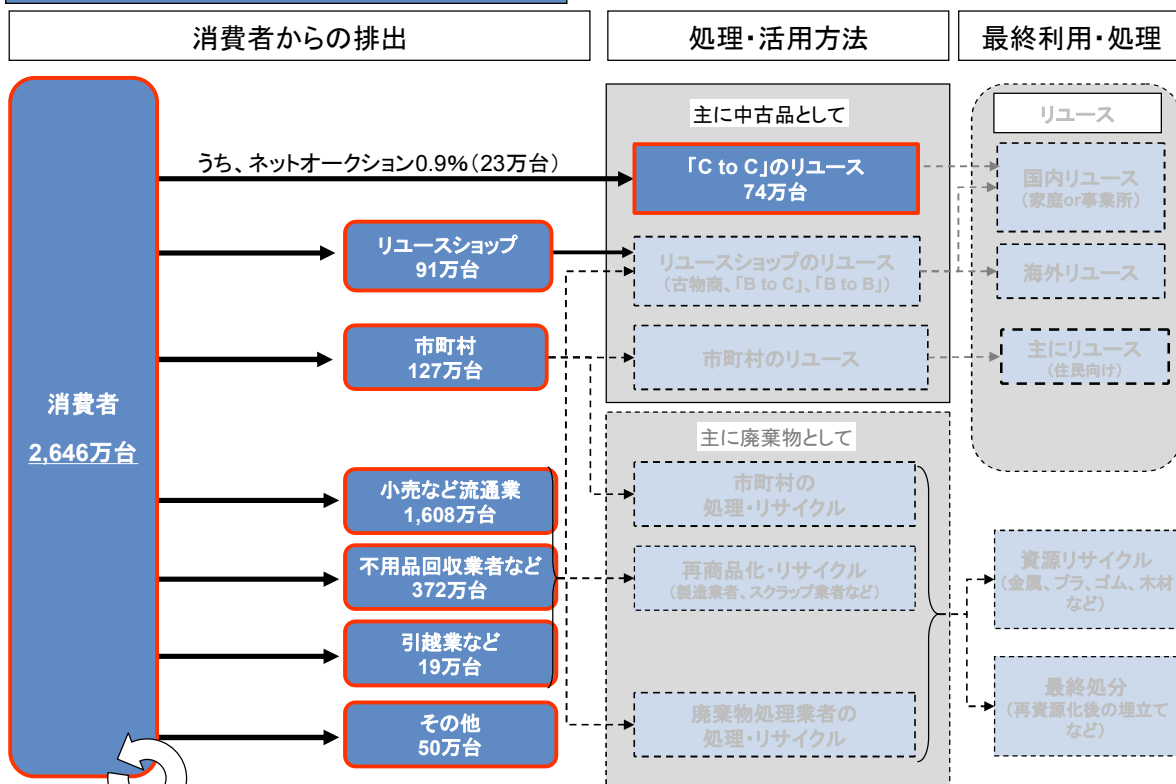 消費者からの排出
処理・活用方法
最終利用・処理
消費者
2,646万台
うち、ネットオークション0.9%(23万台)
リユースショップ
91万台
市町村
127万台
小売など流通業
1,608万台
不用品回収業者など
372万台
引越業など
19万台
その他
50万台
主に中古品として
「C to C」のリユース
74万台
リユースショップのリユース
(古物商、「B to C」、「B to B」)
市町村のリユース
主に廃棄物として
市町村の
処理・リサイクル
再商品化・リサイクル
(製造業者、スクラップ業者など)
廃棄物処理業者の
処理・リサイクル
リユース
国内リユース
(家庭or事業所)
海外リユース
主にリユース
(住民向け)
資源リサイクル
(金属、プラ、ゴム、木材
など)
最終処分
(再資源化後の埋立て
など)